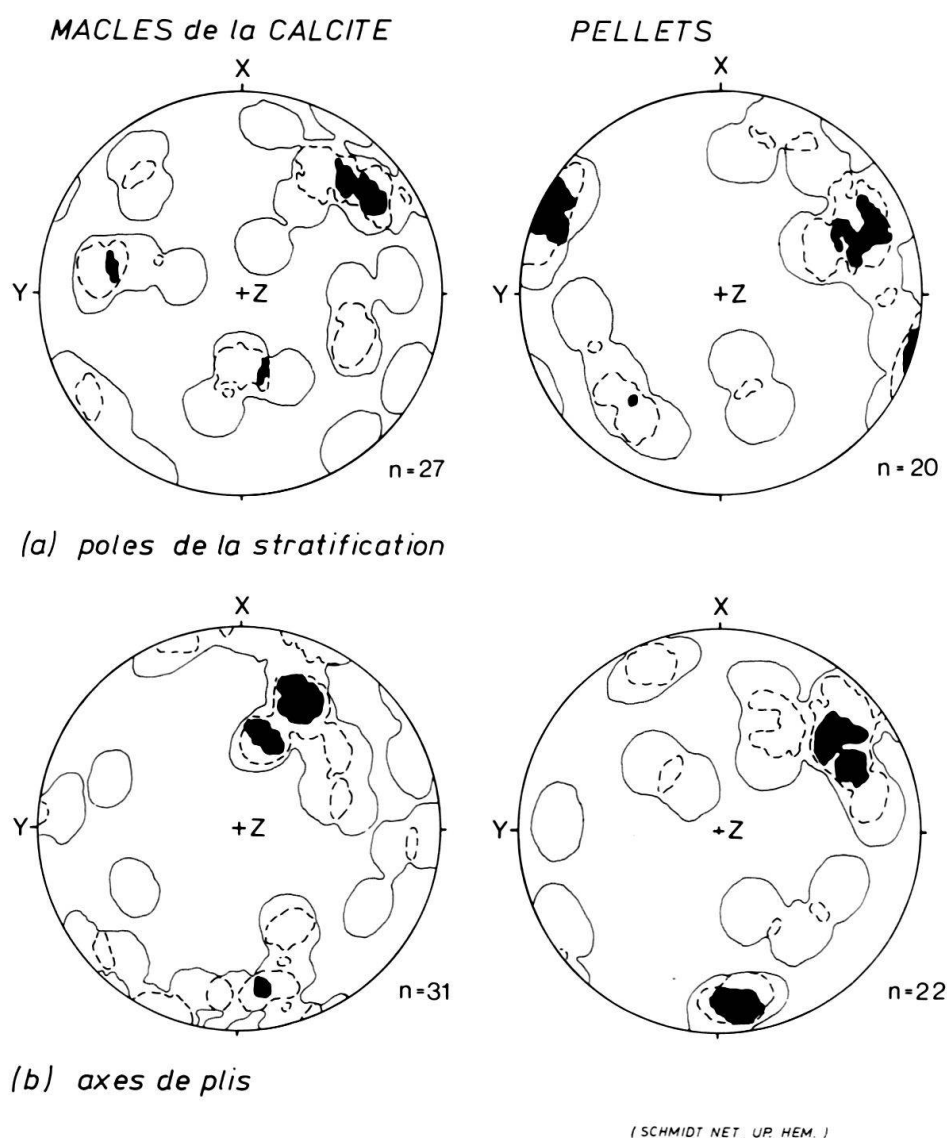 MACLES de la CALCITE
PELLETS
X
X
Y
+Z
Y
+Z
n=27
n=20
(a) poles de la stratification
X
X
Y
+Z
Y
+Z
n=31
n=22
(b) axes de plis
(SCHMIDT NET UP. HEM.)